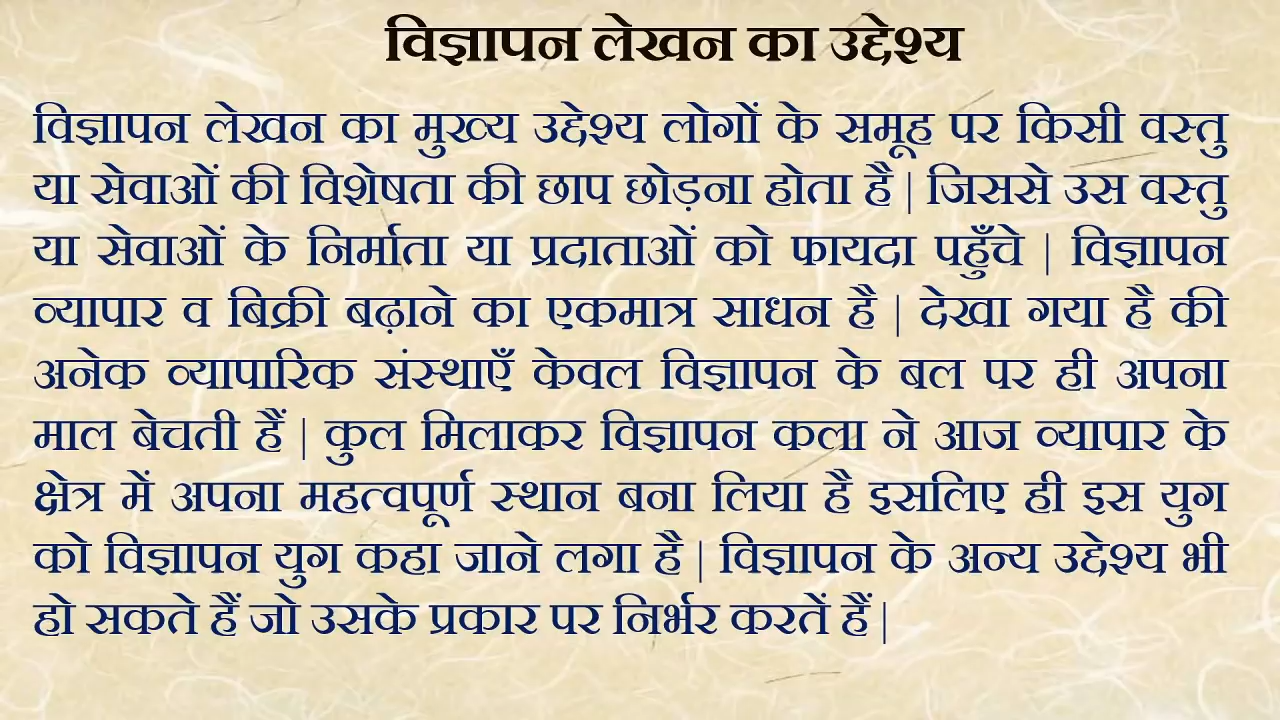 विज्ञापन लेखन का उद्देश्य
विज्ञापन लेखन का मुख्य उद्देश्य लोगों के समूह पर किसी वस्तु
या सेवाओं की विशेषता की छाप छोड़ना होता है | जिससे उस वस्तु
या सेवाओं के निर्माता या प्रदाताओं को फायदा पहुँचे | विज्ञापन
व्यापार व बिक्री बढ़ाने का एकमात्र साधन है | देखा गया है की
अनेक व्यापारिक संस्थाएँ केवल विज्ञापन के बल पर ही अपना
माल बेचती हैं | कुल मिलाकर विज्ञापन कला ने आज व्यापार के
क्षेत्र में अपना महत्वपूर्ण स्थान बना लिया है इसलिए ही इस युग
को विज्ञापन युग कहा जाने लगा है | विज्ञापन के अन्य उद्देश्य भी
हो सकते हैं जो उसके प्रकार पर निर्भर करतें हैं |